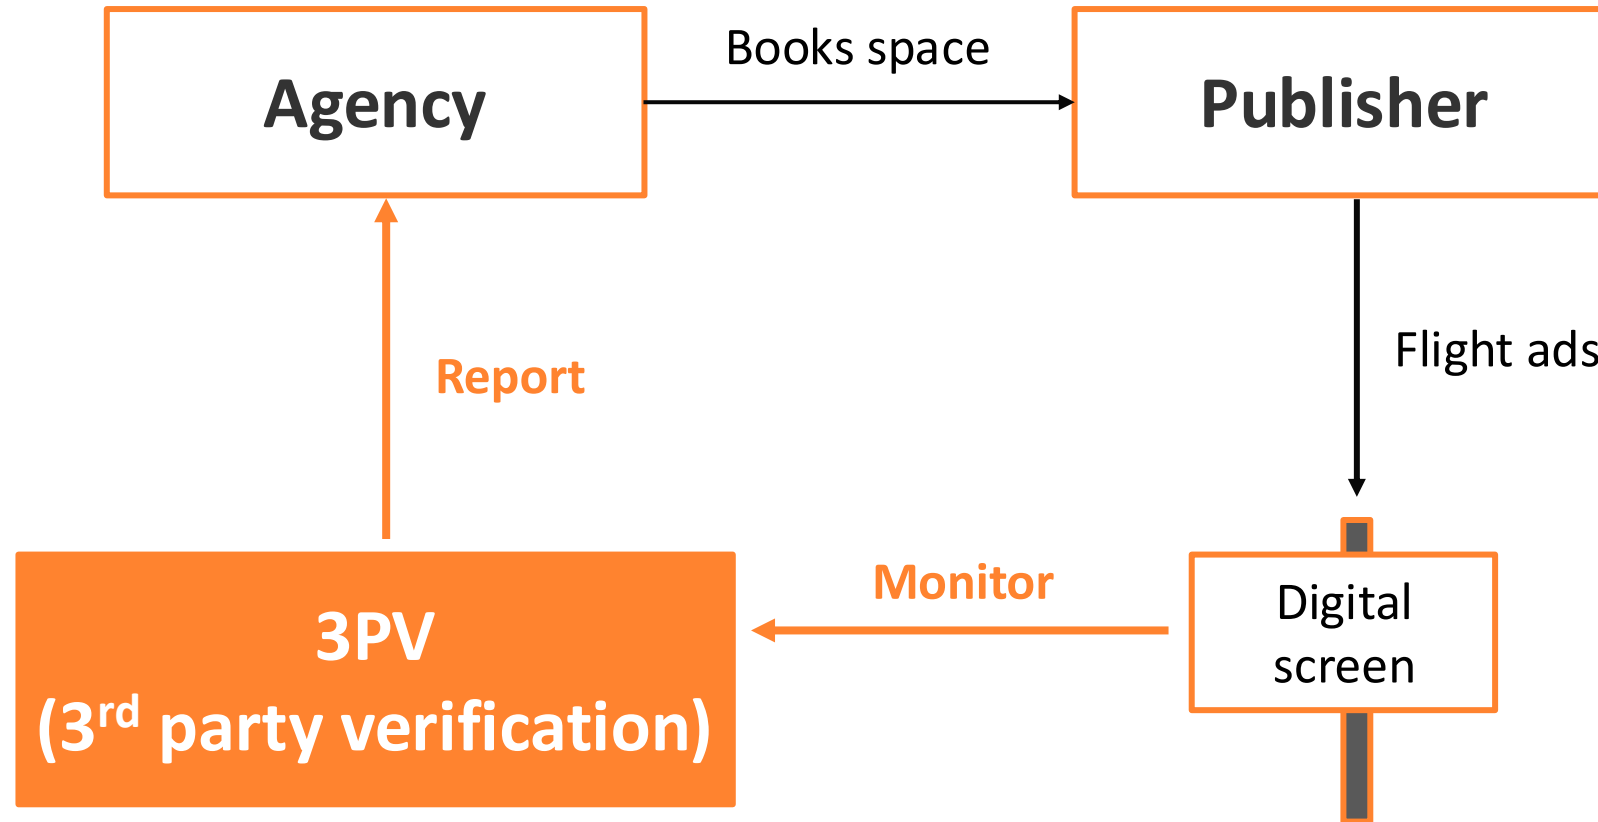 Books space
Agency
Publisher
Flight ads
Report
Monitor
Digital
screen
3PV
(3rd party verification)